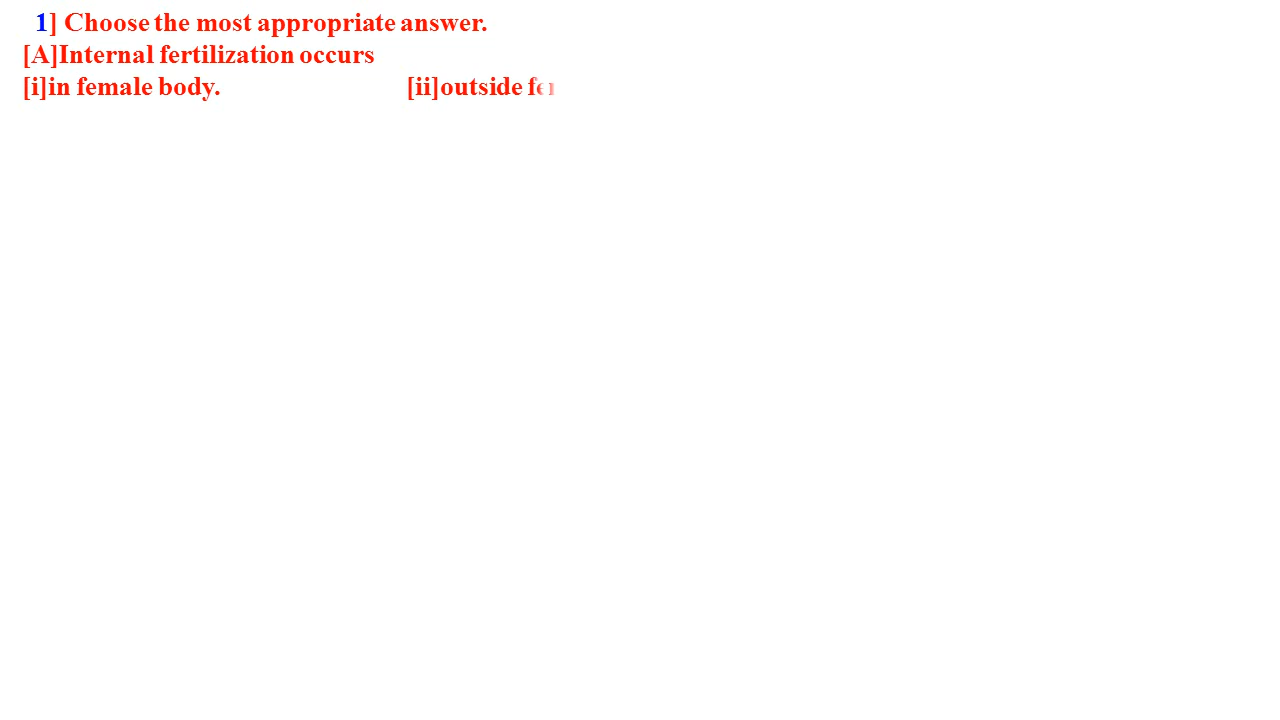 1] Choose the most appropriate answer.
[A]Internal fertilization occurs
[i]in female body. [ii]outside